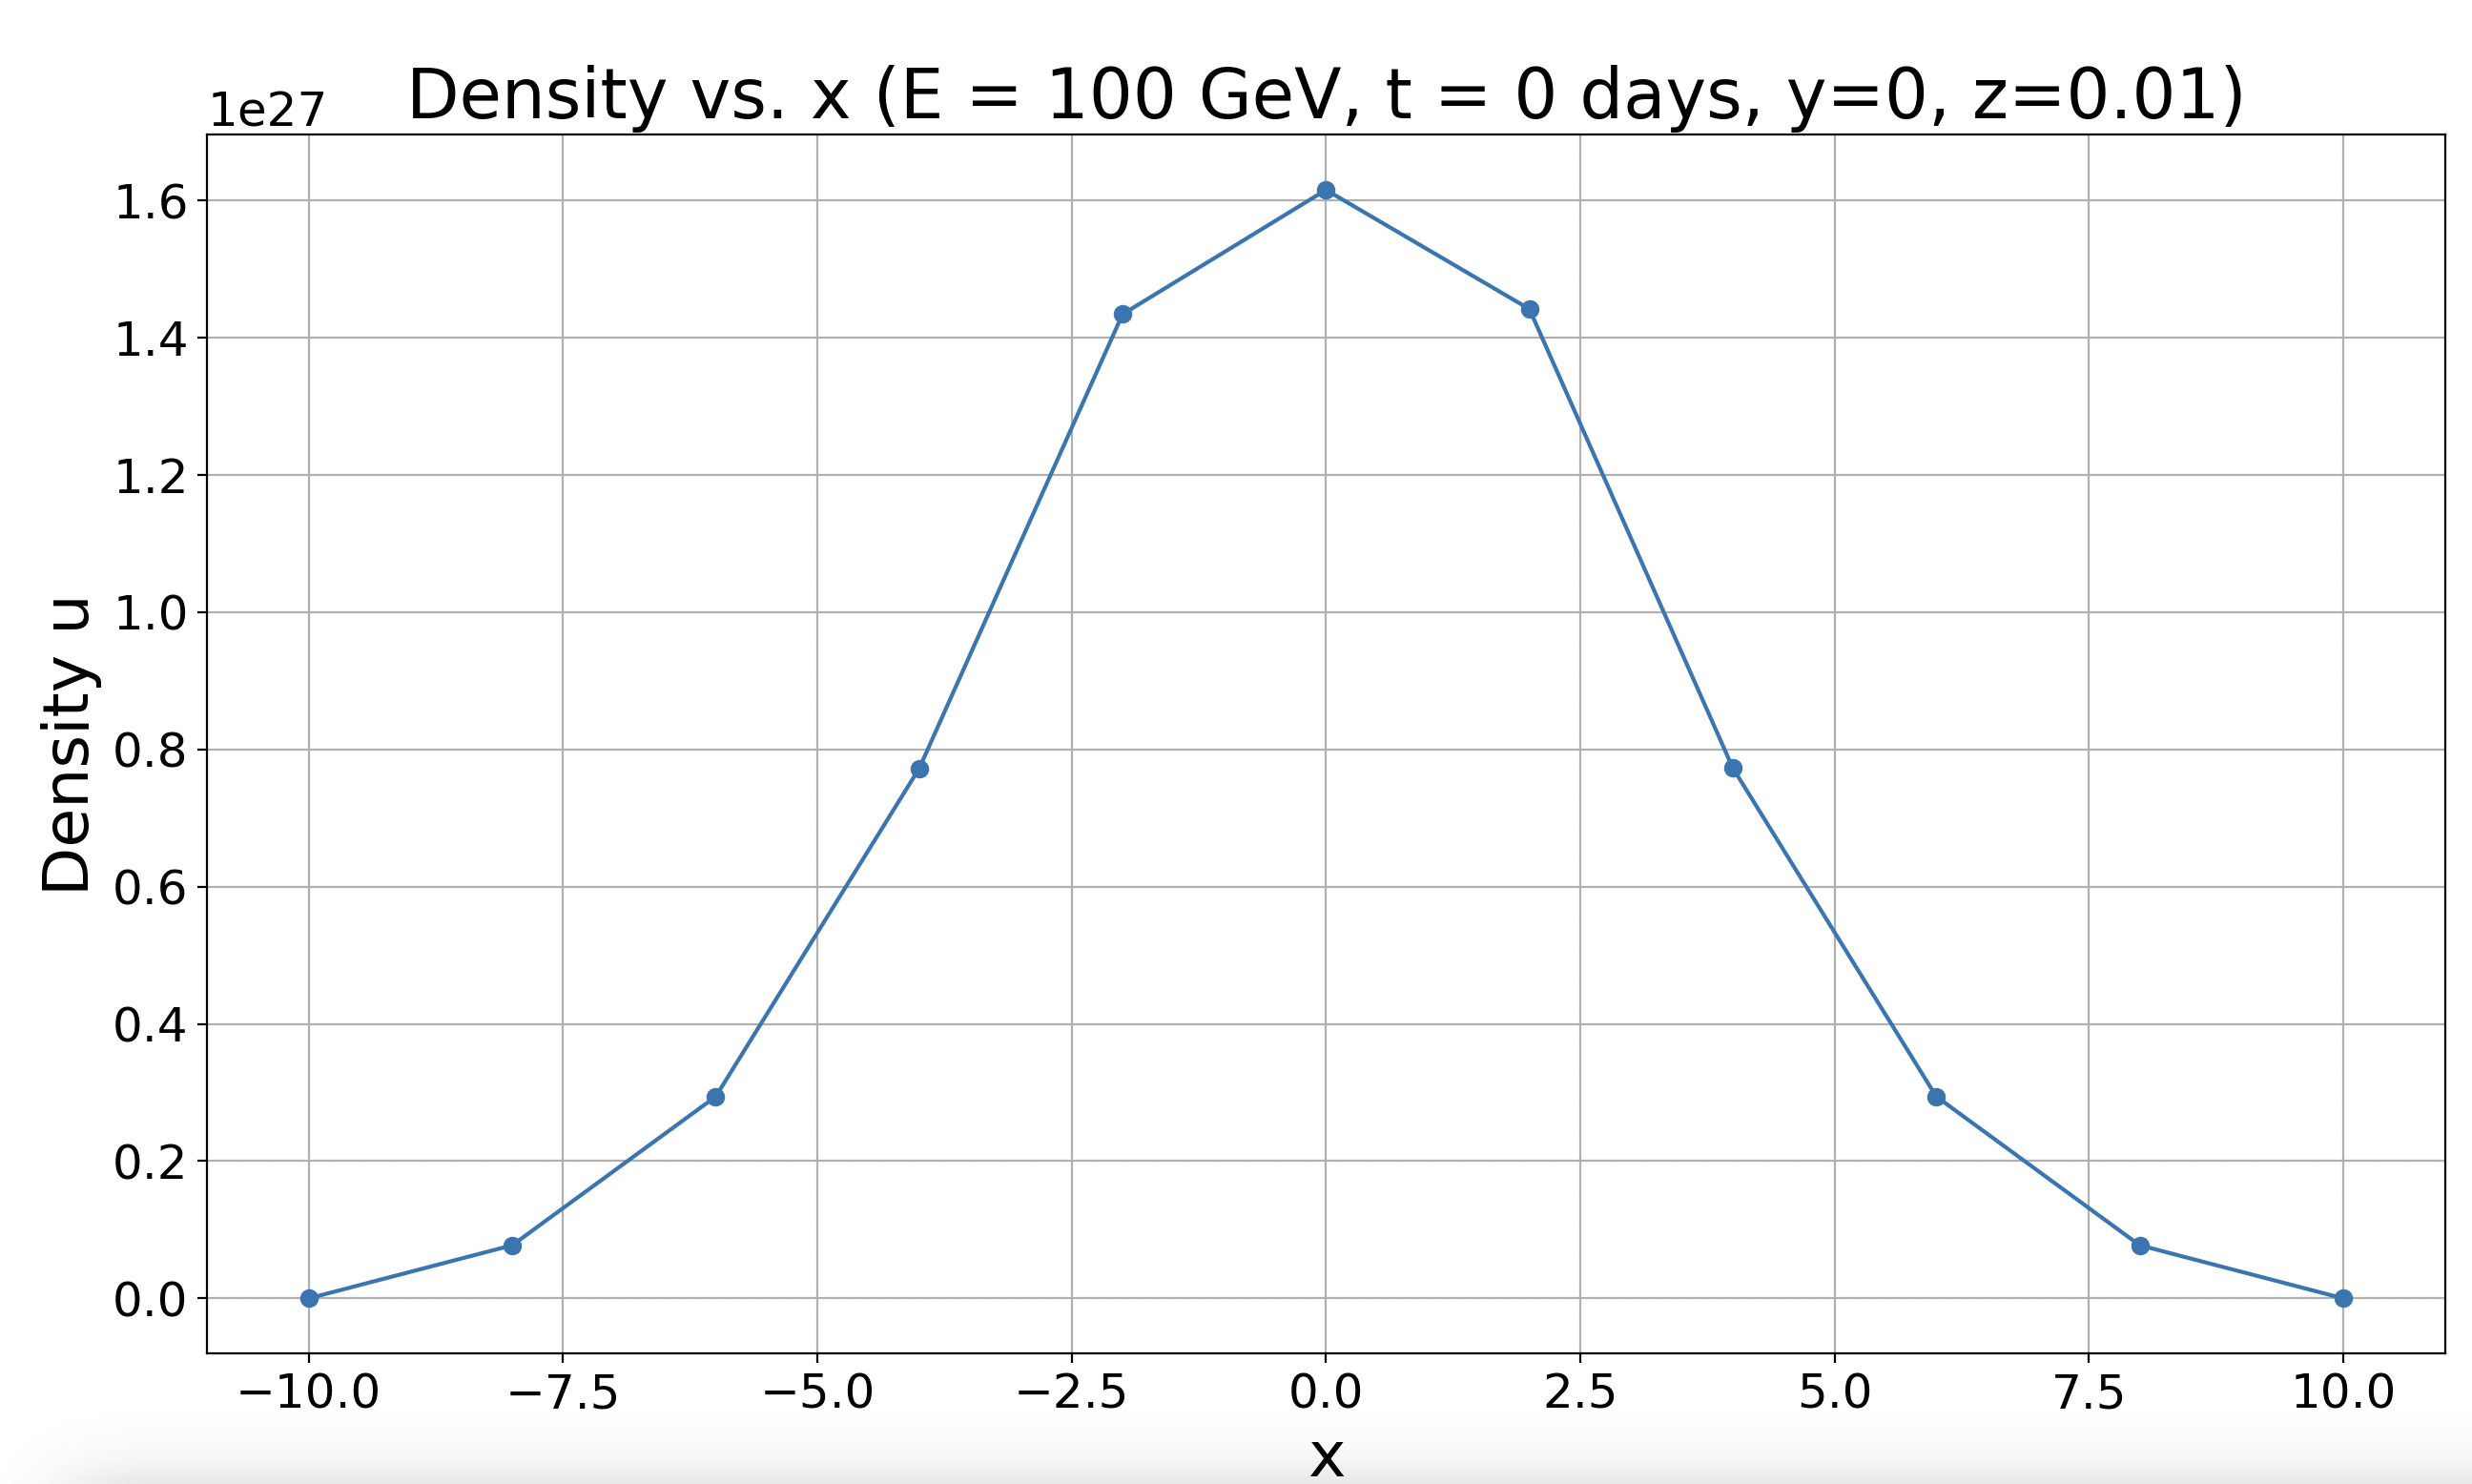 Density vs. x (E = 100 GeV, t = 0 days, y=0, z=0.01)
1e27
1.6
1.4
1.2
1.0
0.8
0.6
0.4
0.2
0.0
Density u
−10.0 −7.5 −5.0 −2.5 0.0 2.5 5.0 7.5 10.0
x